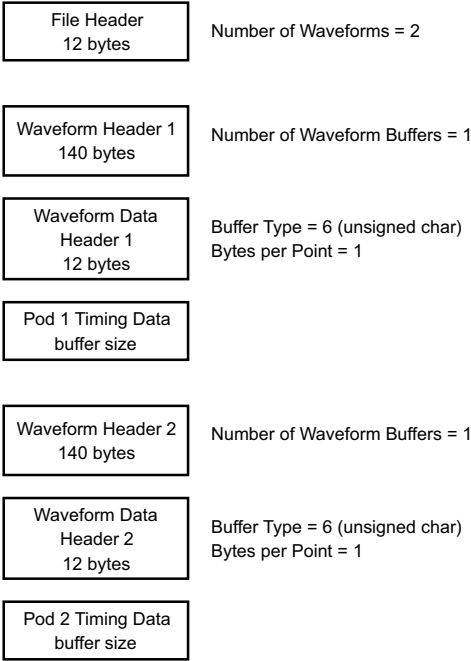 File Header
12 bytes
Number of Waveforms = 2
Waveform Header 1
140 bytes
Number of Waveform Buffers = 1
Waveform Data
Header 1
12 bytes
Buffer Type = 6 (unsigned char)
Bytes per Point = 1
Pod 1 Timing Data
buffer size
Waveform Header 2
140 bytes
Number of Waveform Buffers = 1
Waveform Data
Header 2
12 bytes
Buffer Type = 6 (unsigned char)
Bytes per Point = 1
Pod 2 Timing Data
buffer size